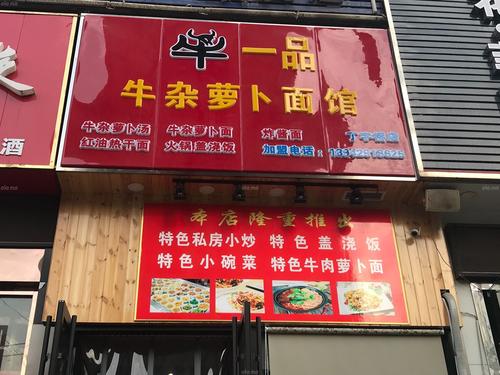 牛一品
牛杂萝卜面馆
牛杂萝卜汤 牛杂萝卜面 炸酱面
红油热干面 火锅盖浇饭 加盟电话：
本店隆重推出
特色私房小炒 特色盖浇饭
特色小碗菜 特色牛肉萝卜面
酒